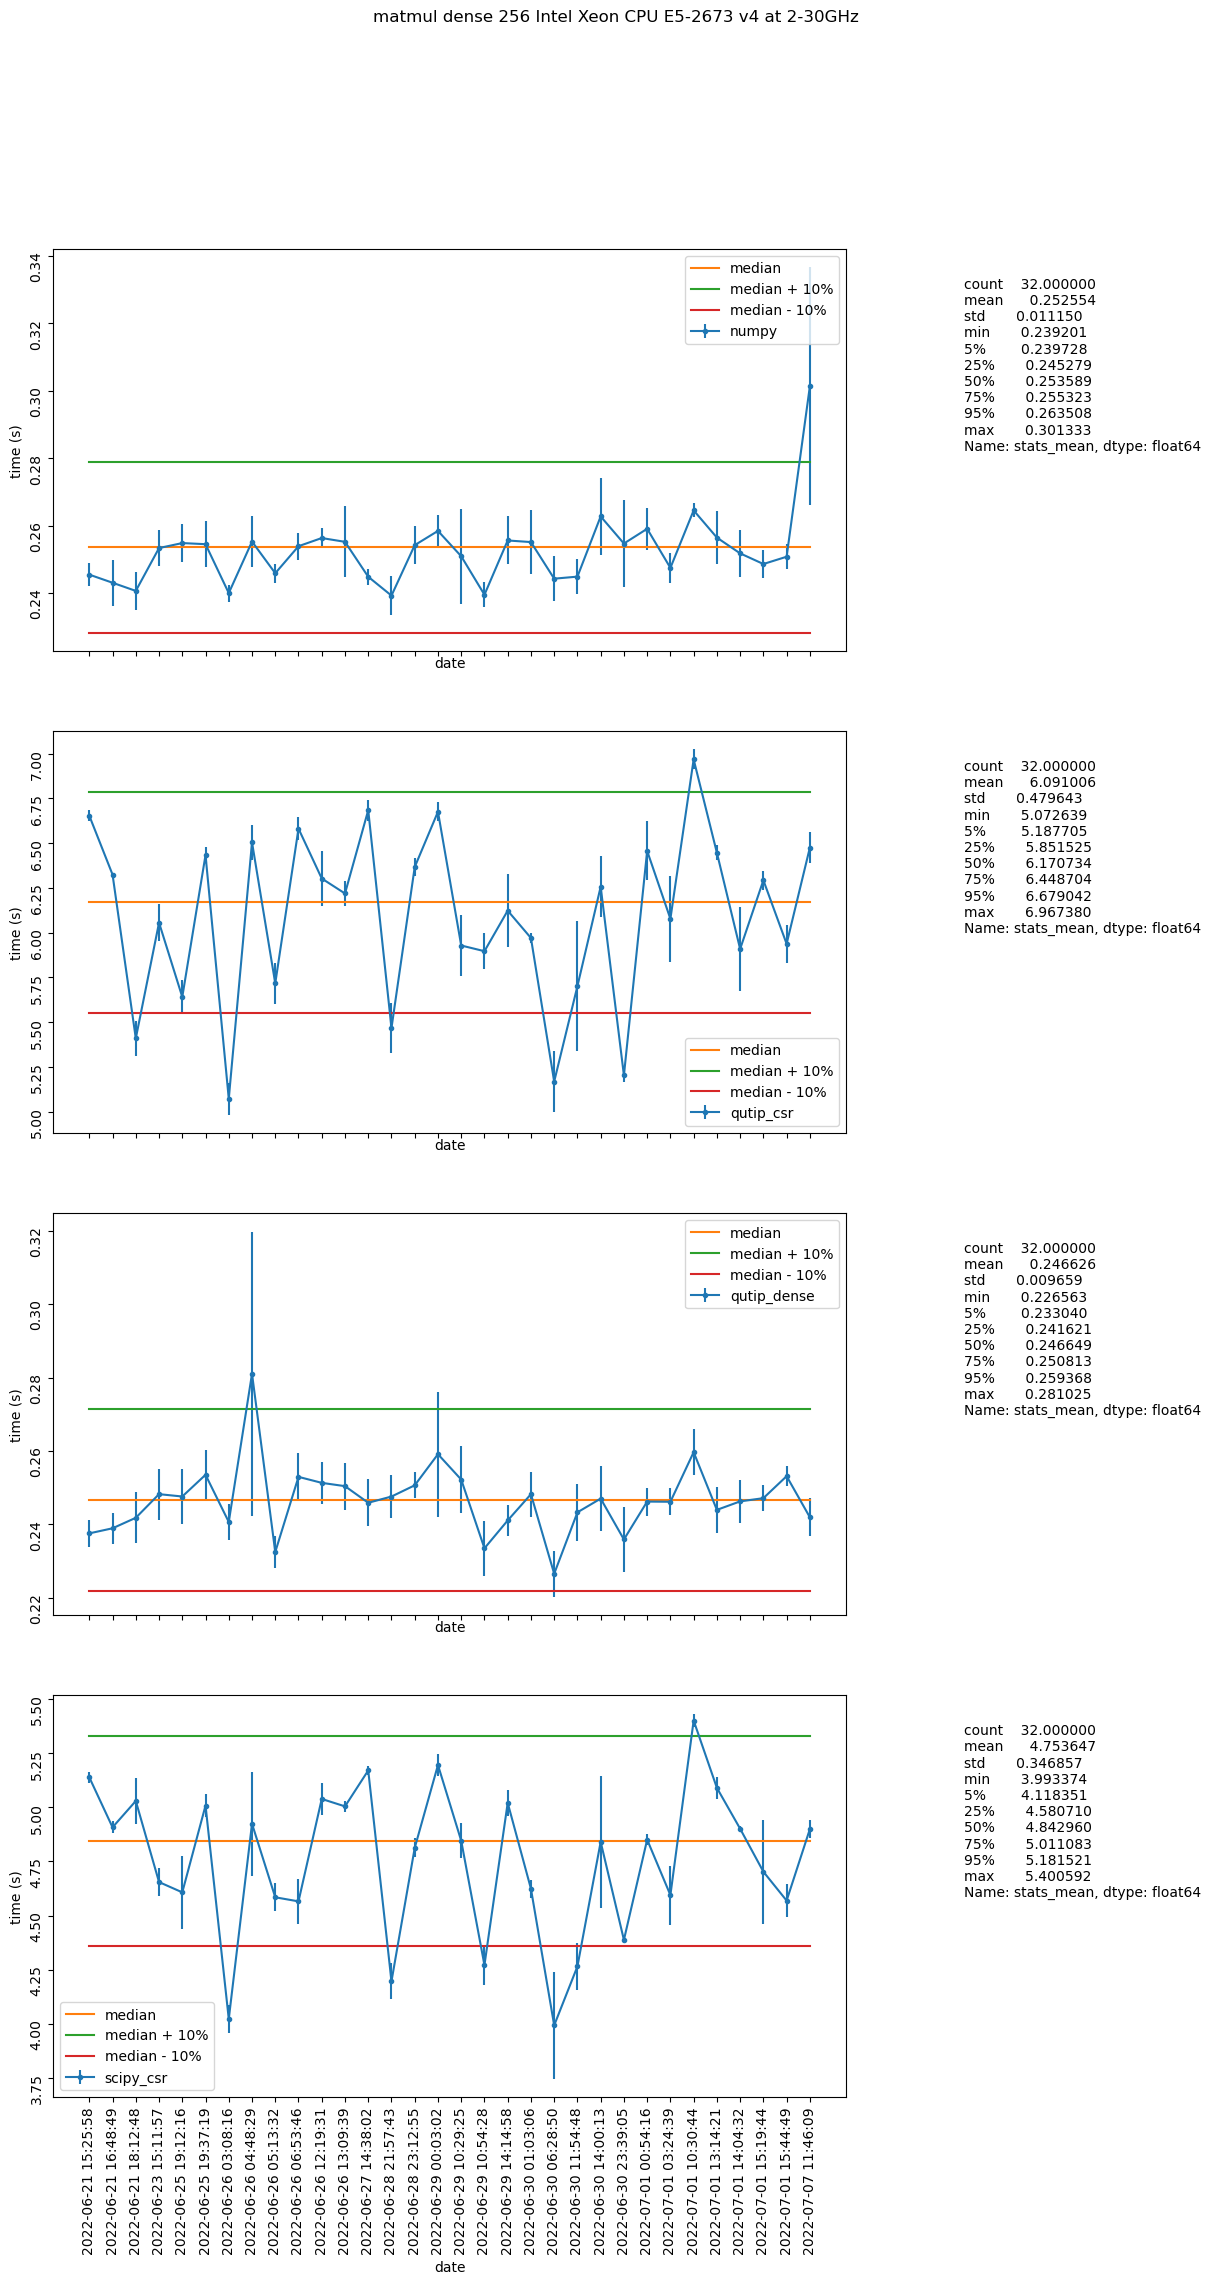 matmul dense 256 Intel Xeon CPU E5-2673 v4 at 2-30GHz
0.34
0.32
0.30
0.28
0.26
0.24
time (s)
median
median + 10%
median - 10%
numpy
date
count 32.000000
mean 0.252554
std 0.011150
min 0.239201
5% 0.239728
25% 0.245279
50% 0.253589
75% 0.255323
95% 0.263508
max 0.301333
Name: stats_mean, dtype: float64
7.00
6.75
6.50
6.25
6.00
5.75
5.50
5.25
5.00
time (s)
median
median + 10%
median - 10%
qutip_csr
date
count 32.000000
mean 6.091006
std 0.479643
min 5.072639
5% 5.187705
25% 5.851525
50% 6.170734
75% 6.448704
95% 6.679042
max 6.967380
Name: stats_mean, dtype: float64
0.32
0.30
0.28
0.26
0.24
0.22
time (s)
median
median + 10%
median - 10%
qutip_dense
date
count 32.000000
mean 0.246626
std 0.009659
min 0.226563
5% 0.233040
25% 0.241621
50% 0.246649
75% 0.250813
95% 0.259368
max 0.281025
Name: stats_mean, dtype: float64
5.50
5.25
5.00
4.75
4.50
4.25
4.00
3.75
time (s)
median
median + 10%
median - 10%
scipy_csr
count 32.000000
mean 4.753647
std 0.346857
min 3.993374
5% 4.118351
25% 4.580710
50% 4.842960
75% 5.011083
95% 5.181521
max 5.400592
Name: stats_mean, dtype: float64
2022-06-21 15:25:58
2022-06-21 16:48:49
2022-06-21 18:12:48
2022-06-23 15:11:57
2022-06-25 19:12:16
2022-06-25 19:37:19
2022-06-26 03:08:16
2022-06-26 04:48:29
2022-06-26 05:13:32
2022-06-26 06:53:46
2022-06-26 12:19:31
2022-06-26 13:09:39
2022-06-27 14:38:02
2022-06-28 21:57:43
2022-06-28 23:12:55
2022-06-29 00:03:02
2022-06-29 10:29:25
2022-06-29 10:54:28
2022-06-29 14:14:58
2022-06-30 01:03:06
2022-06-30 06:28:50
2022-06-30 11:54:48
2022-06-30 14:00:13
2022-06-30 23:39:05
2022-07-01 00:54:16
2022-07-01 03:24:39
2022-07-01 10:30:44
2022-07-01 13:14:21
2022-07-01 14:04:32
2022-07-01 15:19:44
2022-07-01 15:44:49
2022-07-07 11:46:09
date